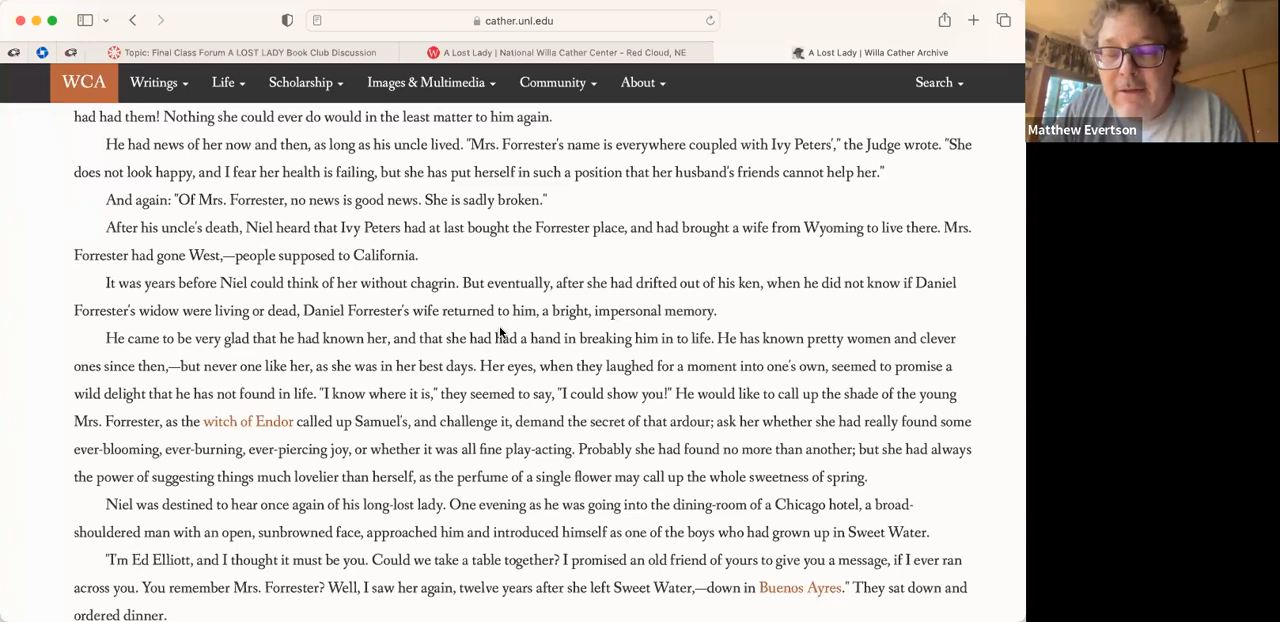 cather.unl.edu
Topic: Final Class Forum A LOST LADY Book Club Discussion
A Lost Lady | National Willa Cather Center - Red Cloud, NE
A Lost Lady | Willa Cather Archive
WCA Writings Life Scholarship Images & Multimedia Community About Search
Matthew Evertson
had had them! Nothing she could ever do would in the least matter to him again.
He had news of her now and then, as long as his uncle lived. "Mrs. Forrester's name is everywhere coupled with Ivy Peters'," the Judge wrote. "She
does not look happy, and I fear her health is failing, but she has put herself in such a position that her husband's friends cannot help her."
And again: "Of Mrs. Forrester, no news is good news. She is sadly broken."
After his uncle's death, Niel heard that Ivy Peters had at last bought the Forrester place, and had brought a wife from Wyoming to live there. Mrs.
Forrester had gone West,—people supposed to California.
It was years before Niel could think of her without chagrin. But eventually, after she had drifted out of his ken, when he did not know if Daniel
Forrester's widow were living or dead, Daniel Forrester's wife returned to him, a bright, impersonal memory.
He came to be very glad that he had known her, and that she had had a hand in breaking him in to life. He has known pretty women and clever
ones since then,—but never one like her, as she was in her best days. Her eyes, when they laughed for a moment into one's own, seemed to promise a
wild delight that he has not found in life. "I know where it is," they seemed to say, "I could show you!" He would like to call up the shade of the young
Mrs. Forrester, as the witch of Endor called up Samuel's, and challenge it, demand the secret of that ardour; ask her whether she had really found some
ever-blooming, ever-burning, ever-piercing joy, or whether it was all fine play-acting. Probably she had found no more than another; but she had always
the power of suggesting things much lovelier than herself, as the perfume of a single flower may call up the whole sweetness of spring.
Niel was destined to hear once again of his long-lost lady. One evening as he was going into the dining-room of a Chicago hotel, a broad-
shouldered man with an open, sunbrowned face, approached him and introduced himself as one of the boys who had grown up in Sweet Water.
"I'm Ed Elliott, and I thought it must be you. Could we take a table together? I promised an old friend of yours to give you a message, if I ever ran
across you. You remember Mrs. Forrester? Well, I saw her again, twelve years after she left Sweet Water,—down in Buenos Ayres." They sat down and
ordered dinner.